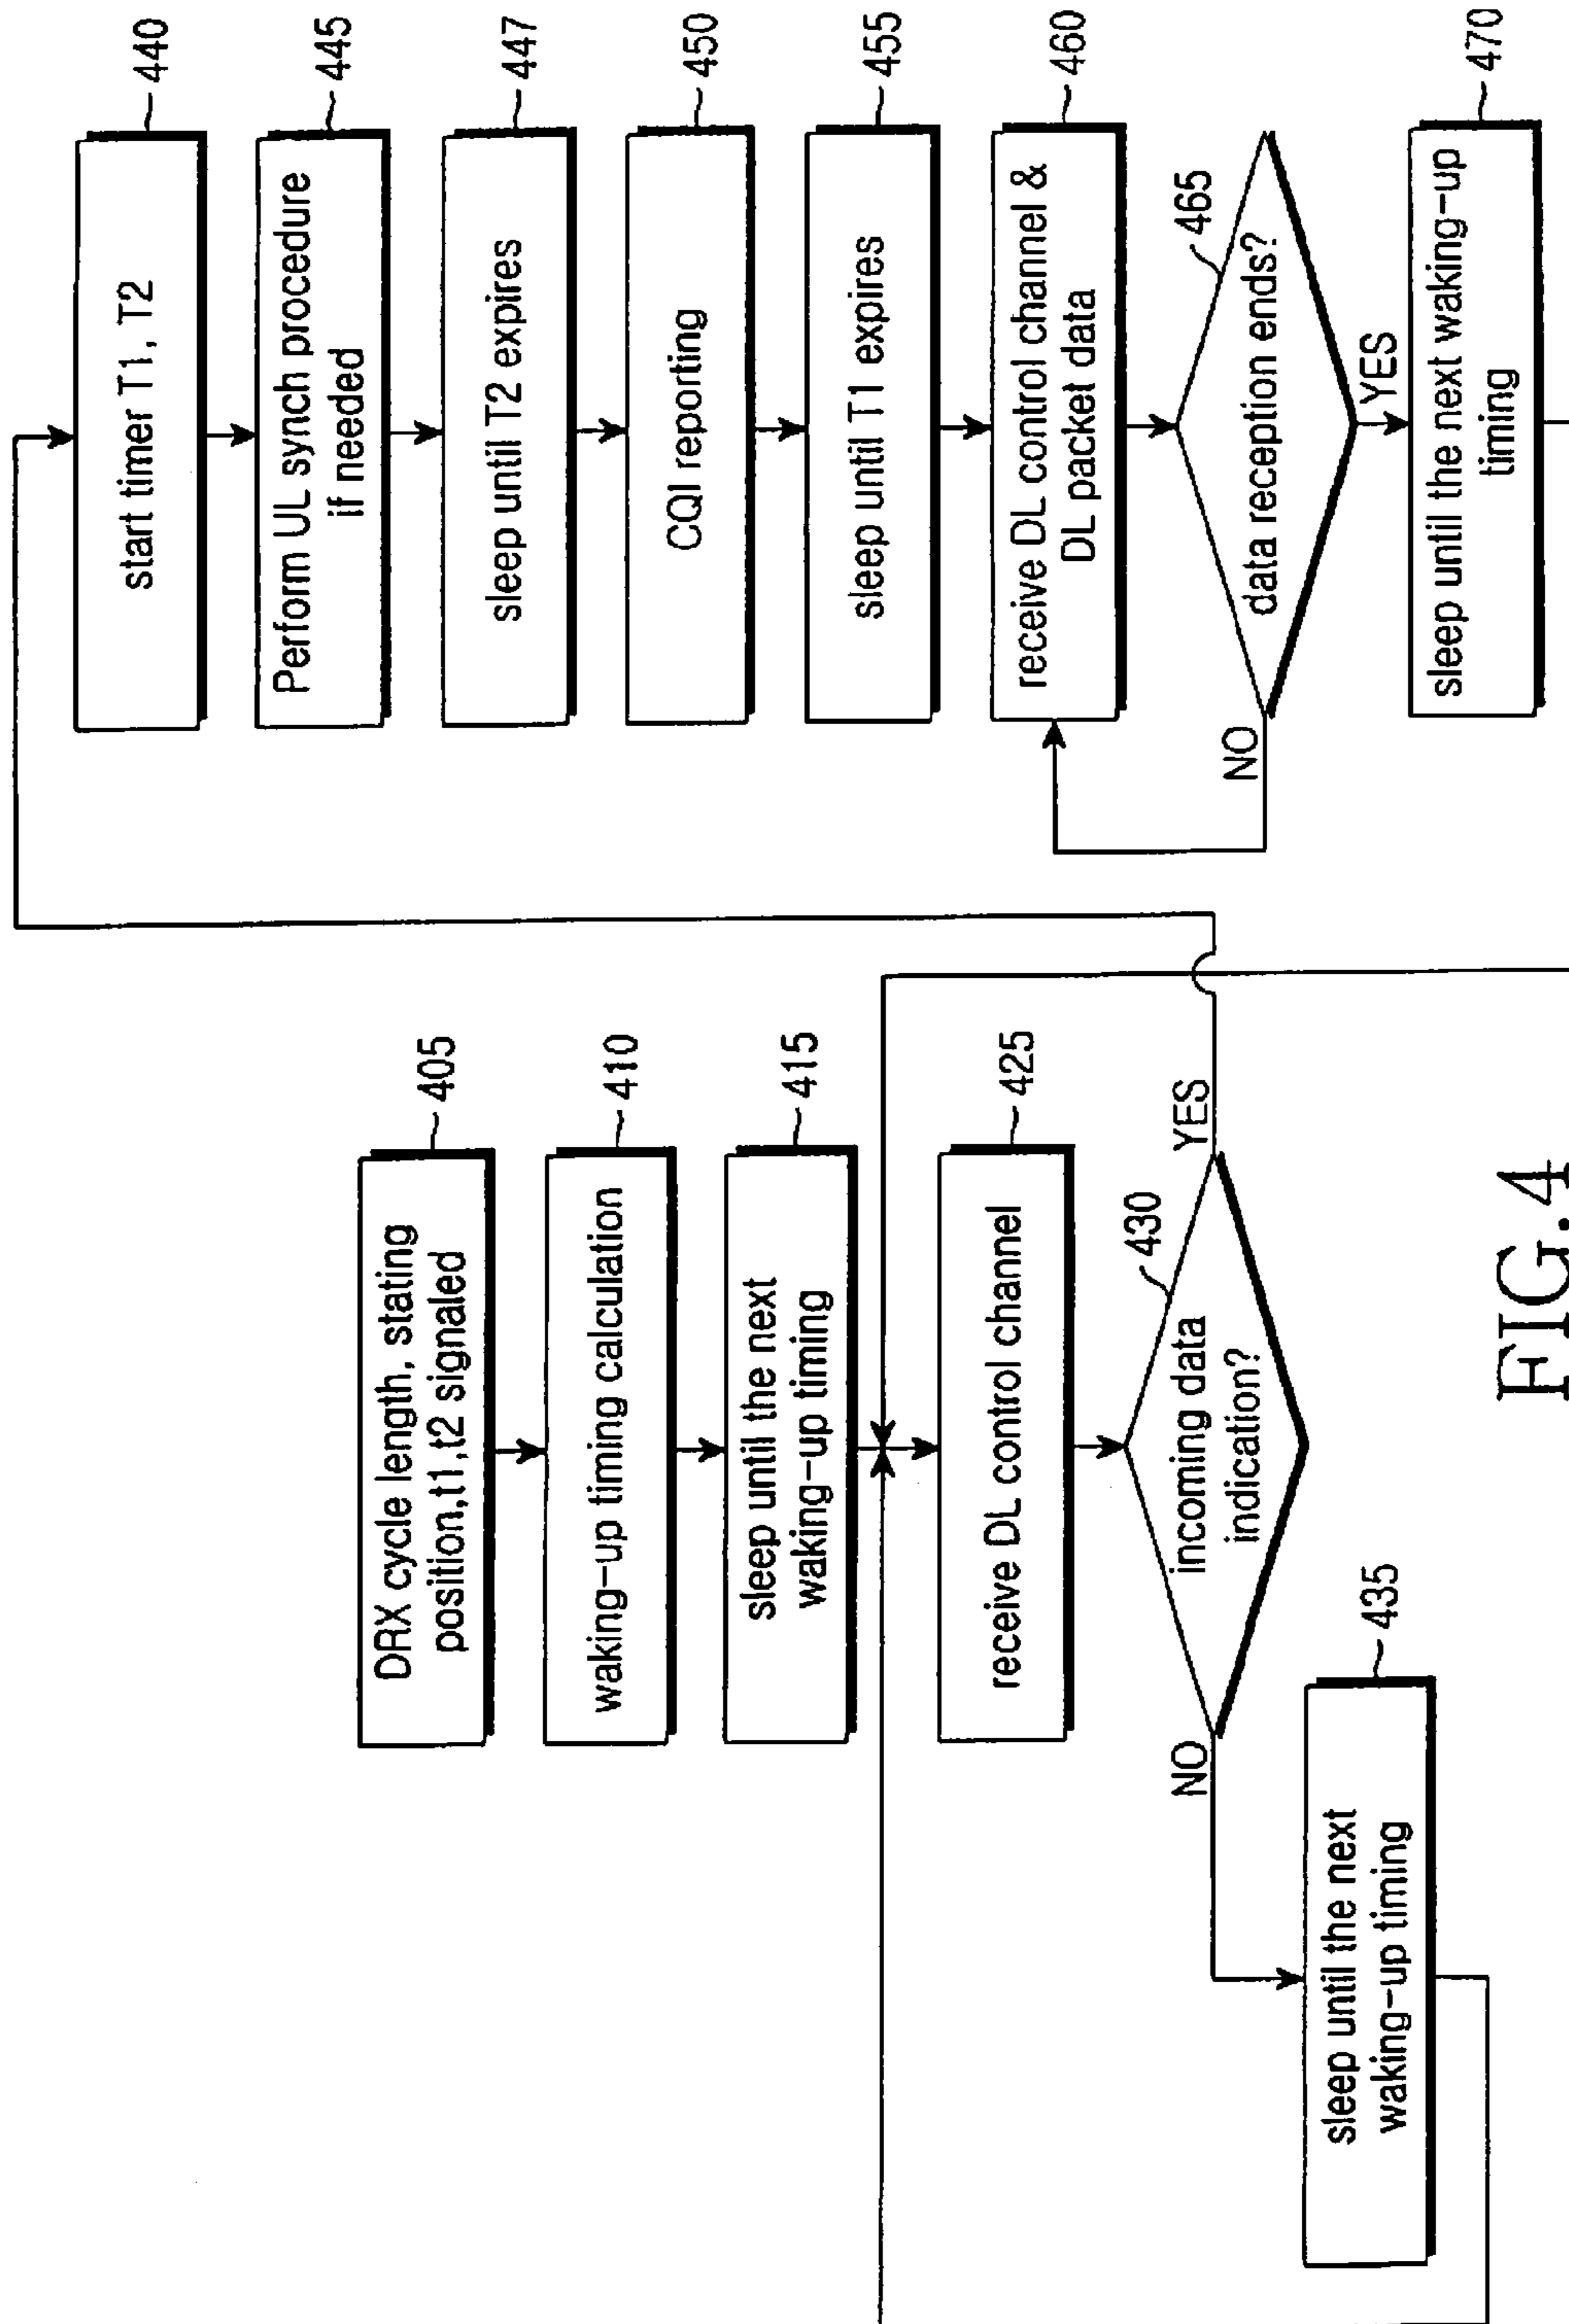 DRX cycle length, stating
position,t1,t2 signaled
405
waking-up timing calculation
410
sleep until the next
waking-up timing
415
receive DL control channel
425
incoming data
indication?
430
NO
YES
sleep until the next
waking-up timing
435
start timer T1, T2
440
Perform UL synch procedure
if needed
445
sleep until T2 expires
447
CQI reporting
450
sleep until T1 expires
455
receive DL control channel &
DL packet data
460
data reception ends?
465
NO
YES
sleep until the next waking-up
timing
470
FIG.4